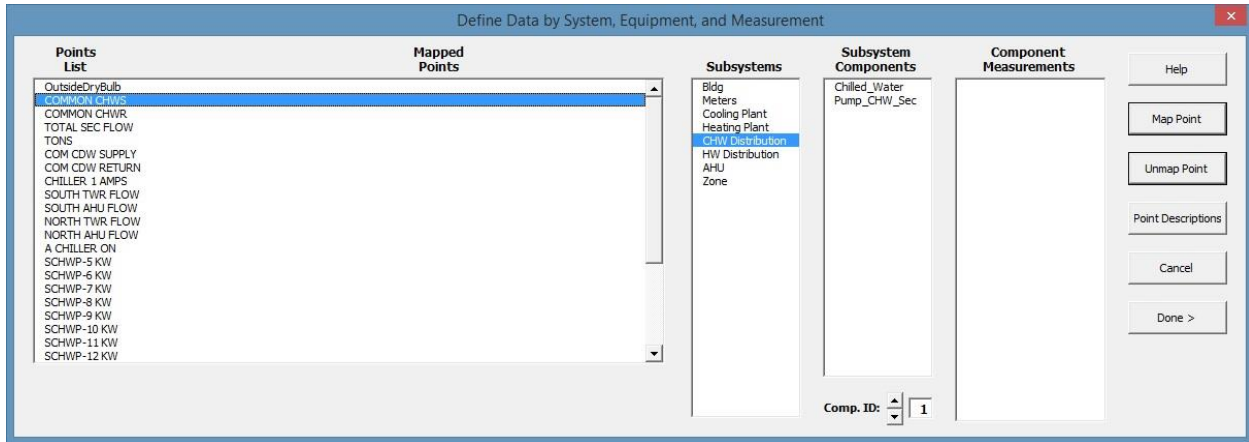 Define Data by System, Equipment, and Measurement
Points List
Mapped Points
OutsideDryBulb
COMMON CHWS
COMMON CHWR
TOTAL SEC FLOW
TONS
COM CDW SUPPLY
COM CDW RETURN
CHILLER 1 AMPS
SOUTH TWR FLOW
SOUTH AHU FLOW
NORTH TWR FLOW
NORTH AHU FLOW
A CHILLER ON
SCHWP-5 KW
SCHWP-6 KW
SCHWP-7 KW
SCHWP-8 KW
SCHWP-9 KW
SCHWP-10 KW
SCHWP-11 KW
SCHWP-12 KW
Subsystems
Bldg
Meters
Cooling Plant
Heating Plant
CHW Distribution
HW Distribution
AHU
Zone
Subsystem Components
Chilled_Water
Pump_CHW_Sec
Comp. ID: 1
Component Measurements
Help
Map Point
Unmap Point
Point Descriptions
Cancel
Done >